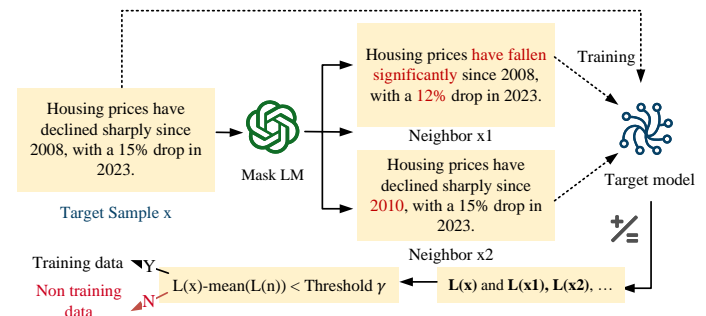 Housing prices have
declined sharply since
2008, with a 15% drop in
2023.
Target Sample x
Mask LM
Housing prices have fallen
significantly since 2008,
with a 12% drop in 2023.
Neighbor x1
Housing prices have
declined sharply since
2010, with a 15% drop in
2023.
Neighbor x2
Training
Target model
L(x) and L(x1), L(x2), …
L(x)-mean(L(n)) < Threshold γ
Y
Training data
N
Non training
data